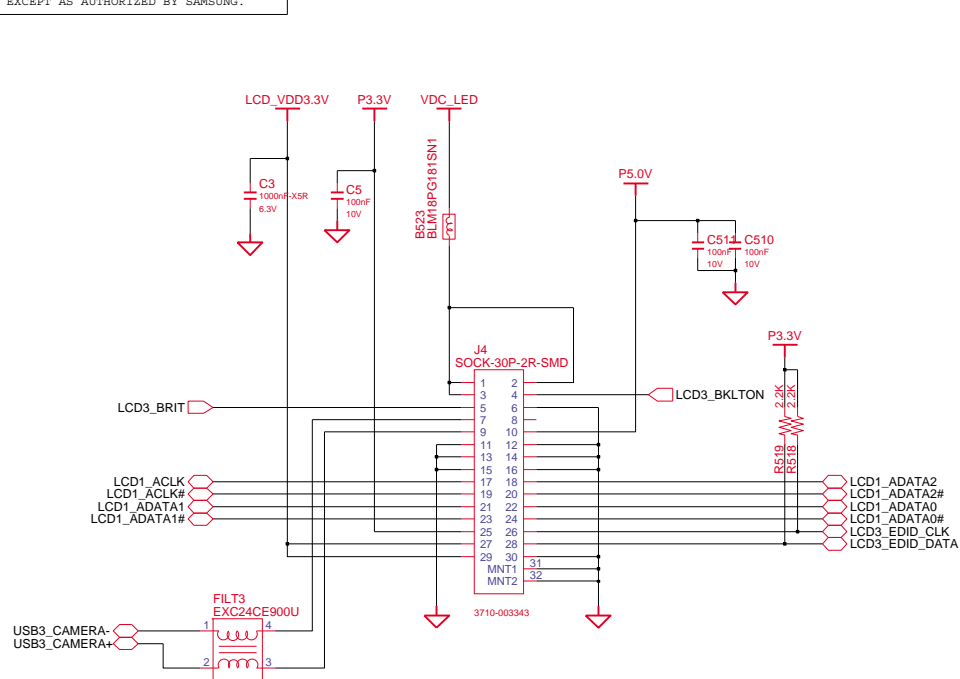 EXCEPT AS AUTHORIZED BY SAMSUNG.
LCD_VDD3.3V
P3.3V
VDC_LED
C3
1000nF-X5R
6.3V
C5
100nF
10V
B523
BLM18PG181SN1
P5.0V
C511
100nF
10V
C510
100nF
10V
P3.3V
2.2K
2.2K
R519
R518
J4
SOCK-30P-2R-SMD
1 2
3 4
5 6
7 8
9 10
11 12
13 14
15 16
17 18
19 20
21 22
23 24
25 26
27 28
29 30
MNT1 31
MNT2 32
3710-003343
LCD3_BRIT
LCD3_BKLTON
LCD1_ACLK
LCD1_ACLK#
LCD1_ADATA1
LCD1_ADATA1#
LCD1_ADATA2
LCD1_ADATA2#
LCD1_ADATA0
LCD1_ADATA0#
LCD3_EDID_CLK
LCD3_EDID_DATA
FILT3
EXC24CE900U
1 4
2 3
USB3_CAMERA-
USB3_CAMERA+